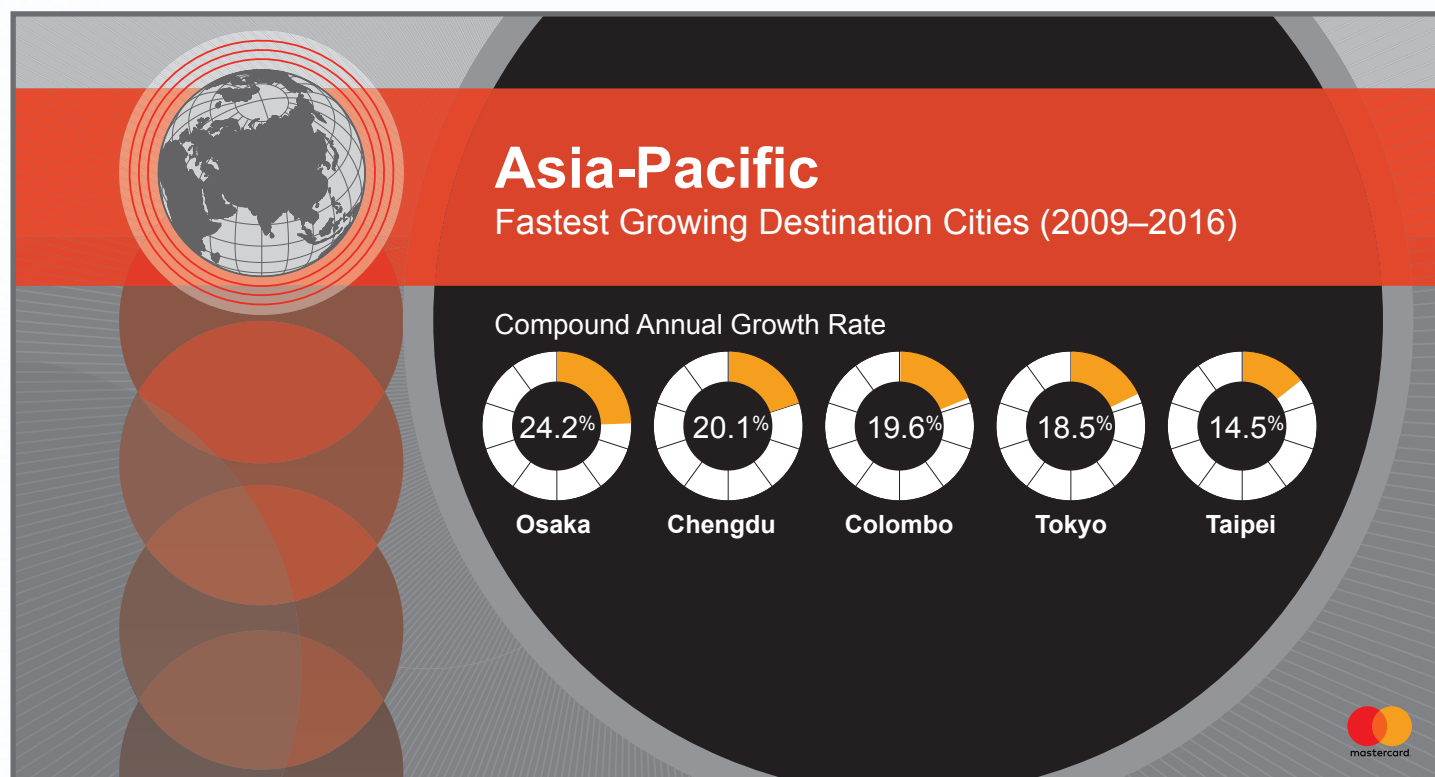 Asia-Pacific
Fastest Growing Destination Cities (2009–2016)
Compound Annual Growth Rate
24.2% 20.1% 19.6% 18.5% 14.5%
Osaka Chengdu Colombo Tokyo Taipei
mastercard